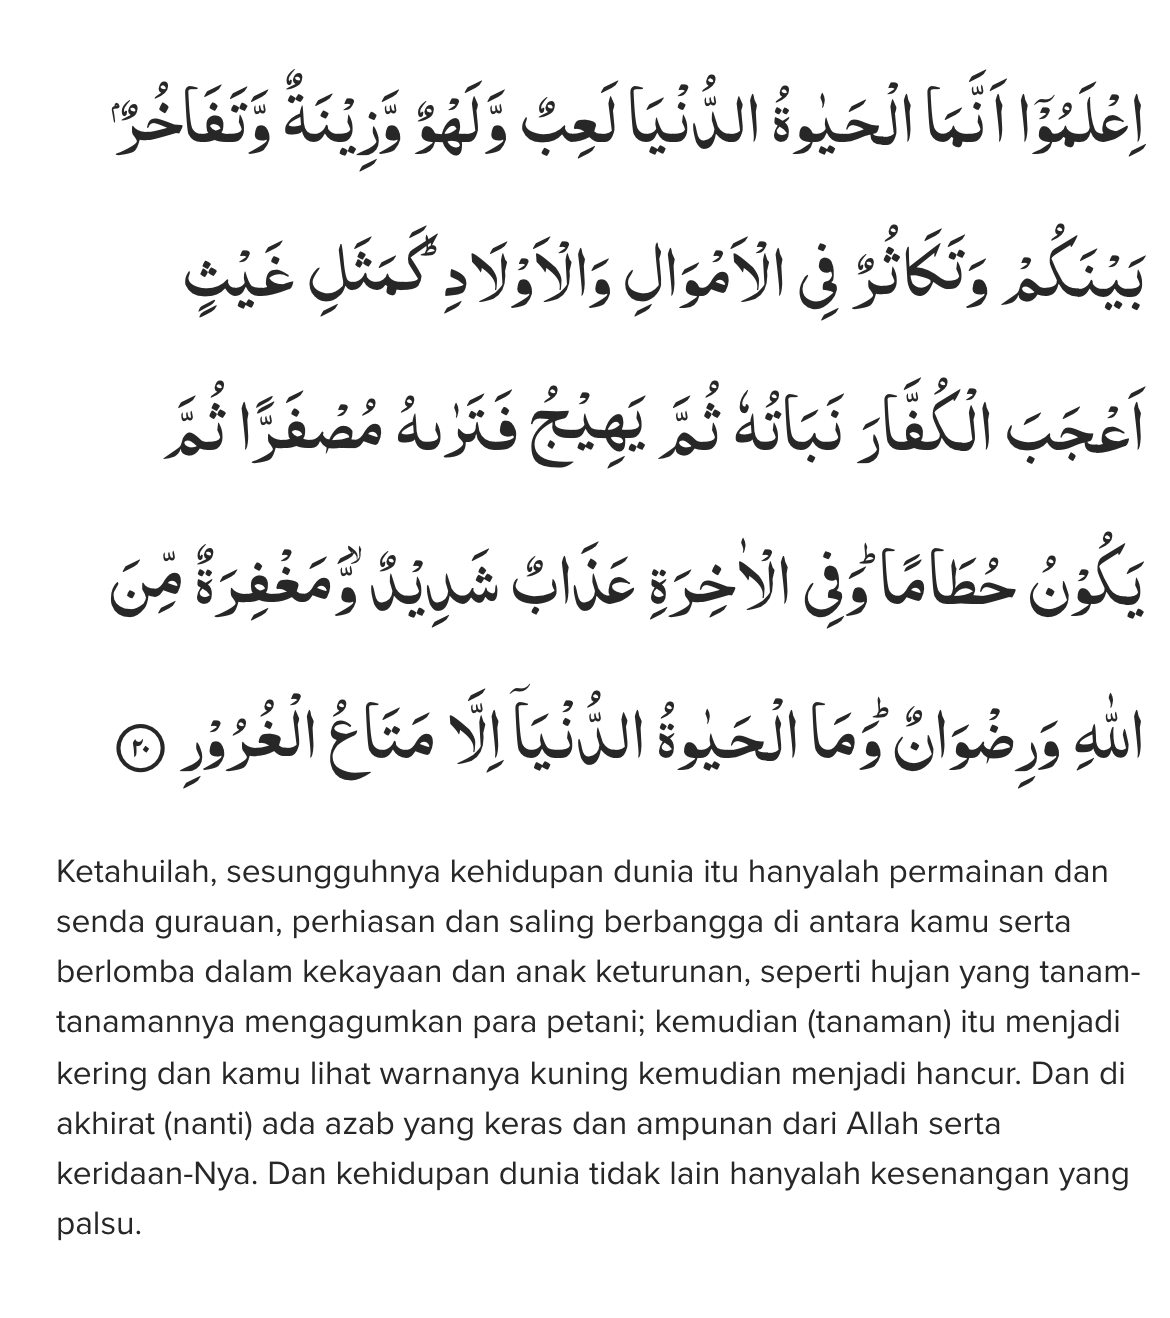 اِعْلَمُوْٓا اَنَّمَا الْحَيٰوةُ الدُّنْيَا لَعِبٌ وَّلَهْوٌ وَّزِيْنَةٌ وَّتَفَاخُرٌۢ
بَيْنَكُمْ وَتَكَاثُرٌ فِى الْاَمْوَالِ وَالْاَوْلَادِۗ كَمَثَلِ غَيْثٍ
اَعْجَبَ الْكُفَّارَ نَبَاتُهٗ ثُمَّ يَهِيْجُ فَتَرٰىهُ مُصْفَرًّا ثُمَّ
يَكُوْنُ حُطَامًاۗ وَفِى الْاٰخِرَةِ عَذَابٌ شَدِيْدٌۙ وَّمَغْفِرَةٌ مِّنَ
اللّٰهِ وَرِضْوَانٌۗ وَمَا الْحَيٰوةُ الدُّنْيَآ اِلَّا مَتَاعُ الْغُرُوْرِ ٢٠
Ketahuilah, sesungguhnya kehidupan dunia itu hanyalah permainan dan
senda gurauan, perhiasan dan saling berbangga di antara kamu serta
berlomba dalam kekayaan dan anak keturunan, seperti hujan yang tanam-
tanamannya mengagumkan para petani; kemudian (tanaman) itu menjadi
kering dan kamu lihat warnanya kuning kemudian menjadi hancur. Dan di
akhirat (nanti) ada azab yang keras dan ampunan dari Allah serta
keridaan-Nya. Dan kehidupan dunia tidak lain hanyalah kesenangan yang
palsu.